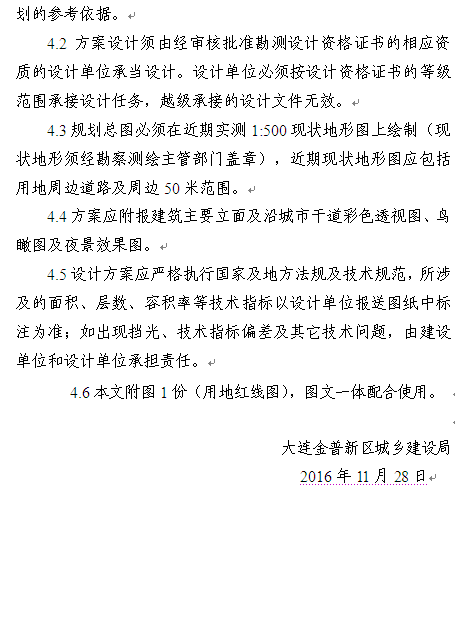 划的参考依据。
4.2 方案设计须由经审核批准勘测设计资格证书的相应资
质的设计单位承当设计。设计单位必须按设计资格证书的等级
范围承接设计任务，越级承接的设计文件无效。
4.3 规划总图必须在近期实测 1:500 现状地形图上绘制（现
状地形须经勘察测绘主管部门盖章），近期现状地形图应包括
用地周边道路及周边 50 米范围。
4.4 方案应附报建筑主要立面及沿城市干道彩色透视图、鸟
瞰图及夜景效果图。
4.5 设计方案应严格执行国家及地方法规及技术规范，所涉
及的面积、层数、容积率等技术指标以设计单位报送图纸中标
注为准；如出现挡光、技术指标偏差及其它技术问题，由建设
单位和设计单位承担责任。
4.6 本文附图 1 份（用地红线图），图文一体配合使用。
大连金普新区城乡建设局
2016 年 11 月 28 日